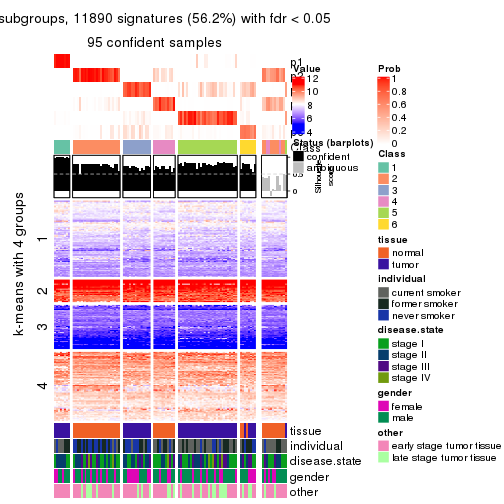 subgroups, 11890 signatures (56.2%) with fdr < 0.05
95 confident samples
p1
p2
Class
1
2
3
4
k-means with 4 groups
tissue
individual
disease.state
gender
other
Value
12
10
8
6
4
Status (barplots)
confident
ambiguous
0
Silhouette
score
Prob
1
0.8
0.6
0.4
0.2
0
Class
1
2
3
4
5
6
tissue
normal
tumor
individual
current smoker
former smoker
never smoker
disease.state
stage I
stage II
stage III
stage IV
gender
female
male
other
early stage tumor tissue
late stage tumor tissue